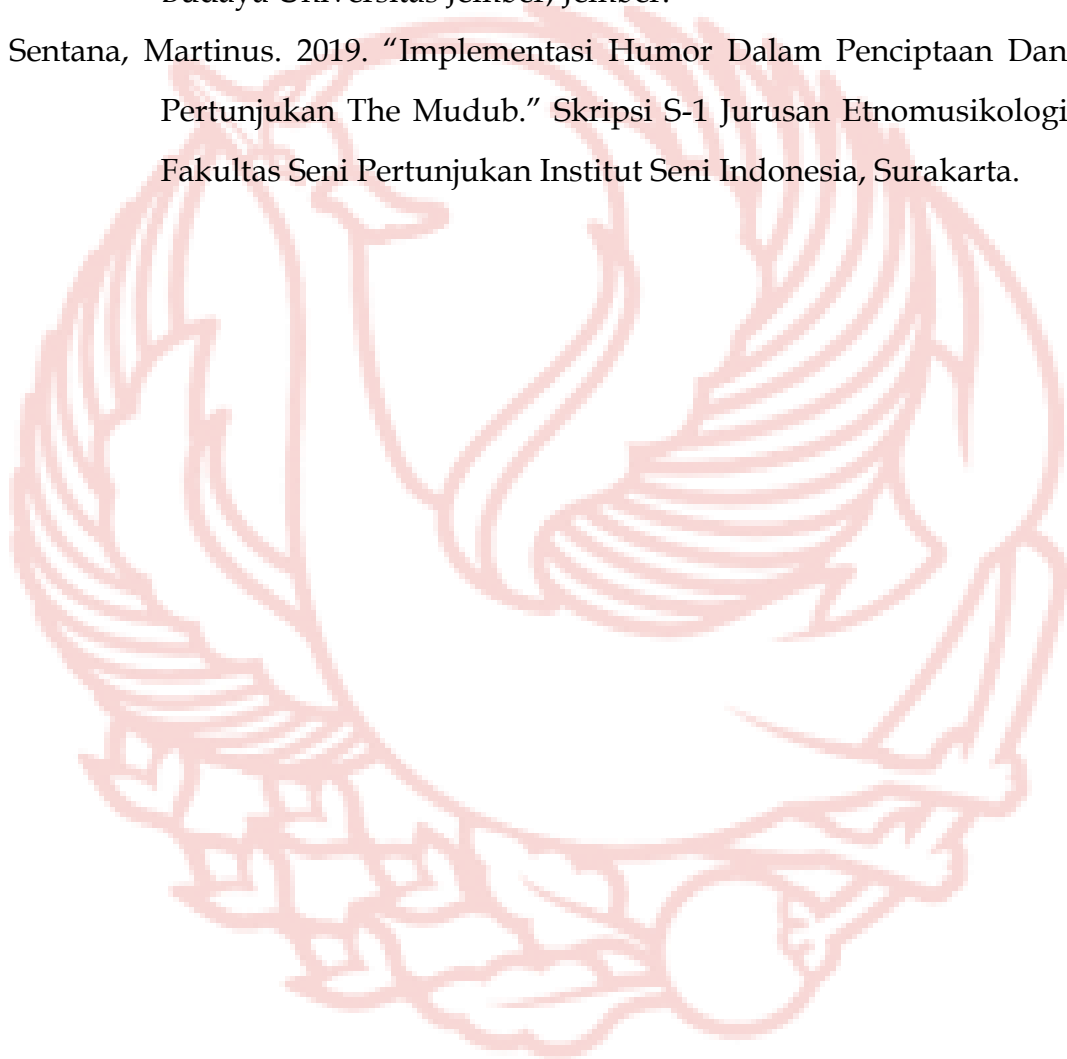 Budaya Universitas Jember, Jember.
Sentana, Martinus. 2019. “Implementasi Humor Dalam Penciptaan Dan
Pertunjukan The Mudub.” Skripsi S-1 Jurusan Etnomusikologi
Fakultas Seni Pertunjukan Institut Seni Indonesia, Surakarta.